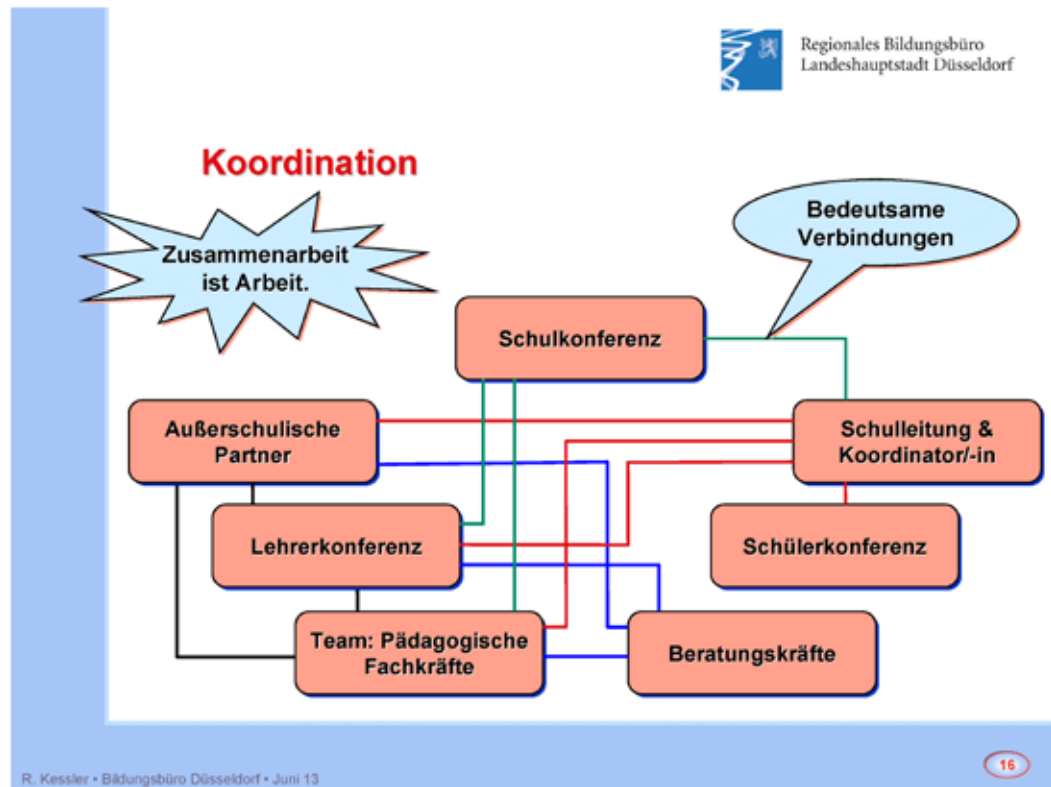 Regionales Bildungsbüro
Landeshauptstadt Düsseldorf
Koordination
Zusammenarbeit
ist Arbeit.
Bedeutsame
Verbindungen
Schulkonferenz
Außerschulische
Partner
Schulleitung &
Koordinator/-in
Lehrerkonferenz
Schülerkonferenz
Team: Pädagogische
Fachkräfte
Beratungskräfte
R. Kessler • Bildungsbüro Düsseldorf • Juni 13
16